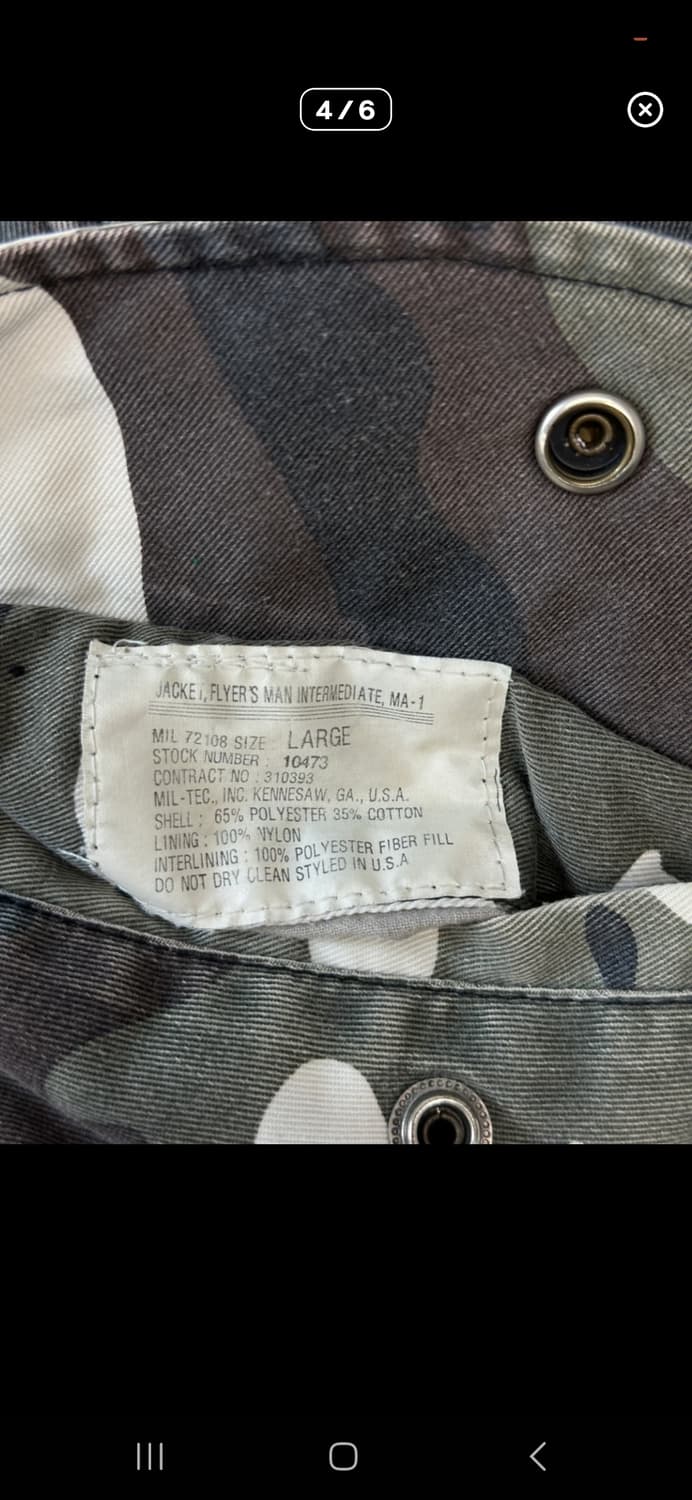 4/6
JACKET, FLYER'S MAN INTERMEDIATE, MA-1
MIL 72108 SIZE : LARGE
STOCK NUMBER : 10473
CONTRACT NO : 310393
MIL-TEC., INC. KENNESAW, GA., U.S.A.
SHELL : 65% POLYESTER 35% COTTON
LINING : 100% NYLON
INTERLINING : 100% POLYESTER FIBER FILL
DO NOT DRY CLEAN STYLED IN U.S.A